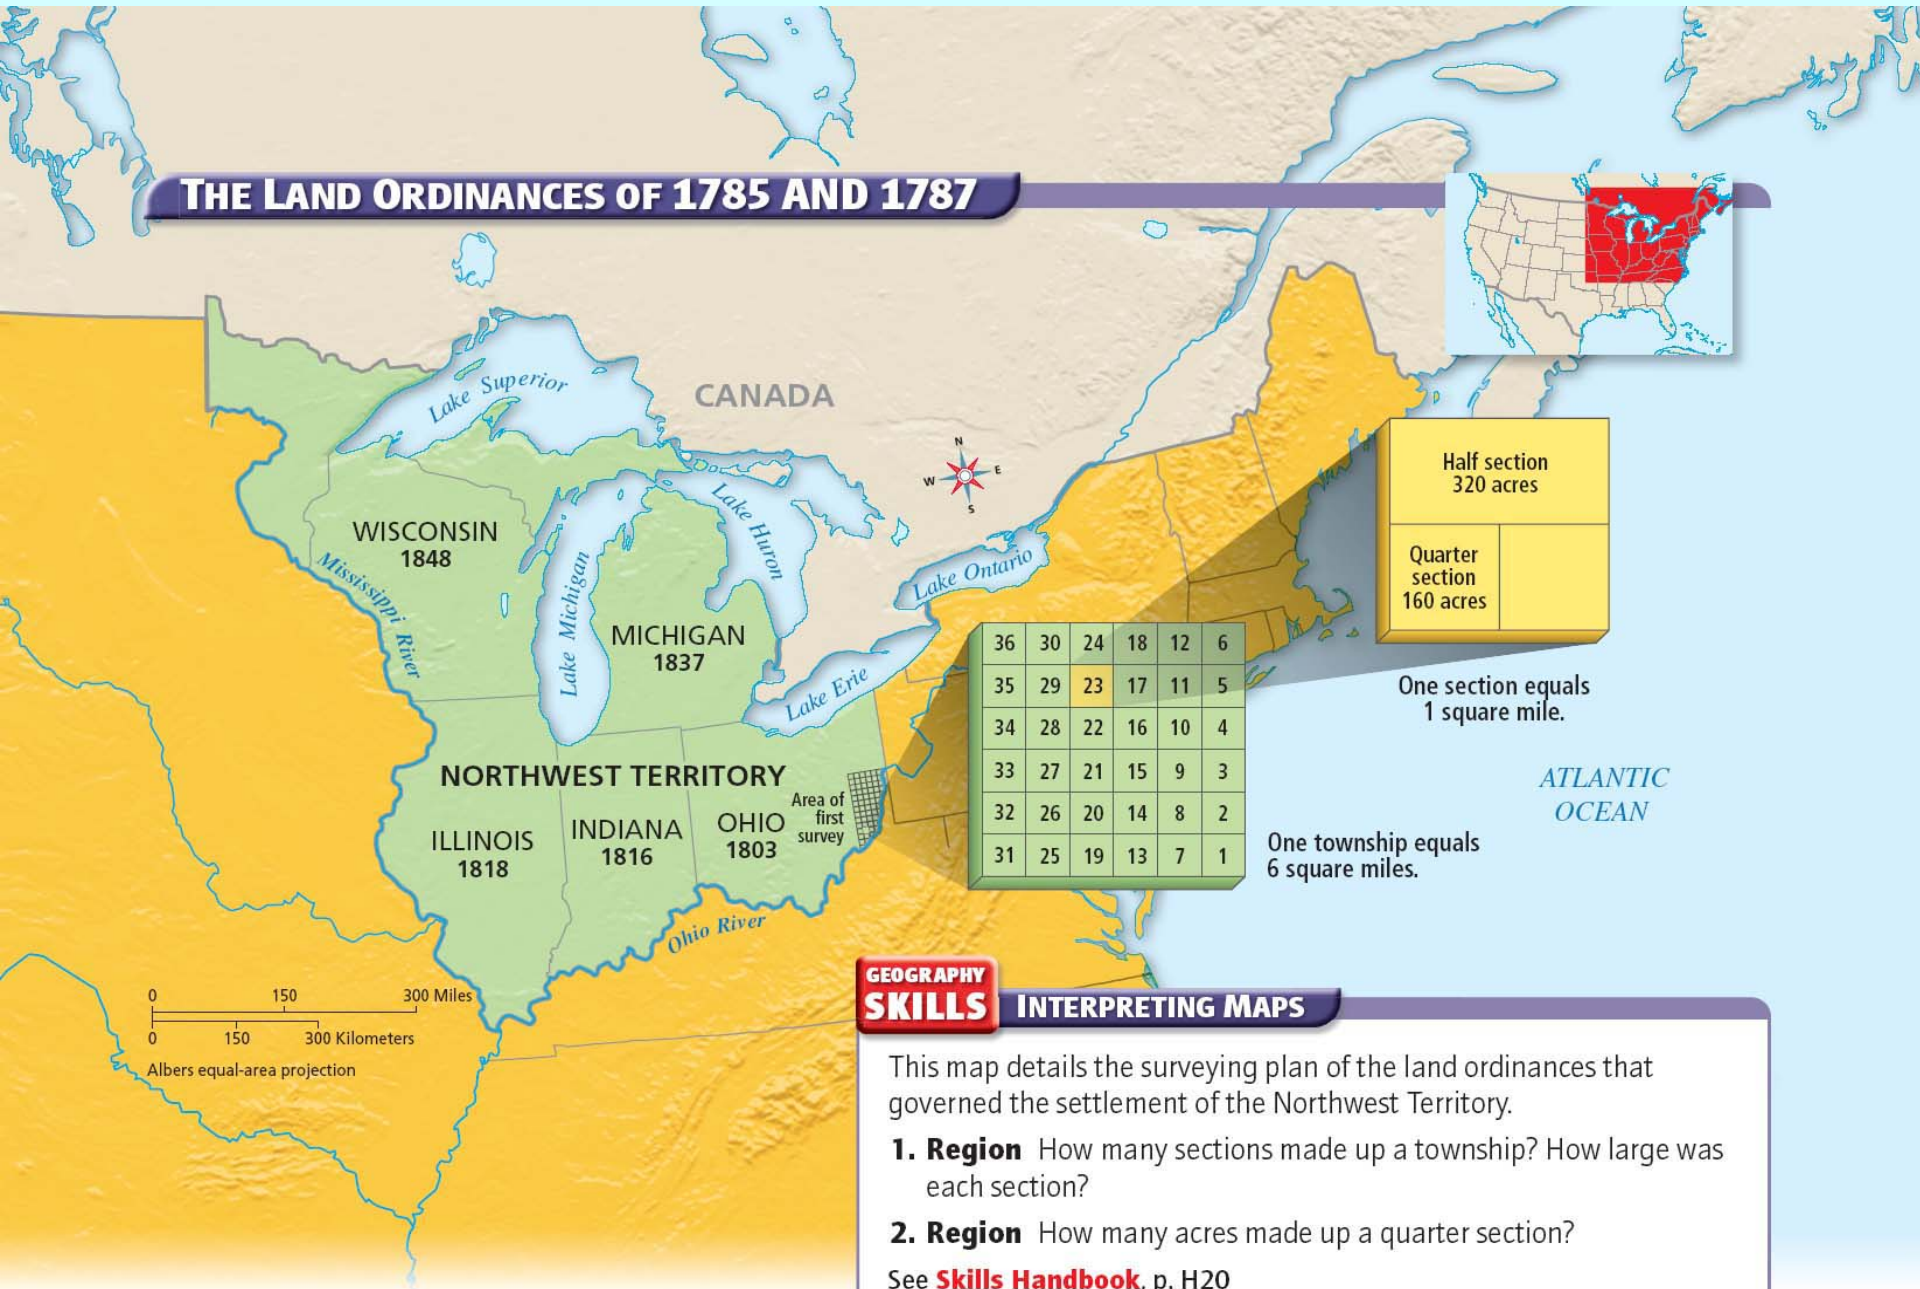 THE LAND ORDINANCES OF 1785 AND 1787
CANADA
Lake Superior
N
W
E
S
Half section
320 acres
Quarter
section
160 acres
WISCONSIN
1848
Mississippi River
Lake Michigan
Lake Huron
Lake Ontario
MICHIGAN
1837
Lake Erie
36 30 24 18 12 6
35 29 23 17 11 5
34 28 22 16 10 4
33 27 21 15 9 3
32 26 20 14 8 2
31 25 19 13 7 1
One section equals
1 square mile.
ATLANTIC
OCEAN
One township equals
6 square miles.
NORTHWEST TERRITORY
Area of
first
survey
ILLINOIS
1818
INDIANA
1816
OHIO
1803
Ohio River
0 150 300 Miles
0 150 300 Kilometers
Albers equal-area projection
GEOGRAPHY
SKILLS
INTERPRETING MAPS
This map details the surveying plan of the land ordinances that
governed the settlement of the Northwest Territory.
1. Region How many sections made up a township? How large was
each section?
2. Region How many acres made up a quarter section?
See Skills Handbook, p. H20